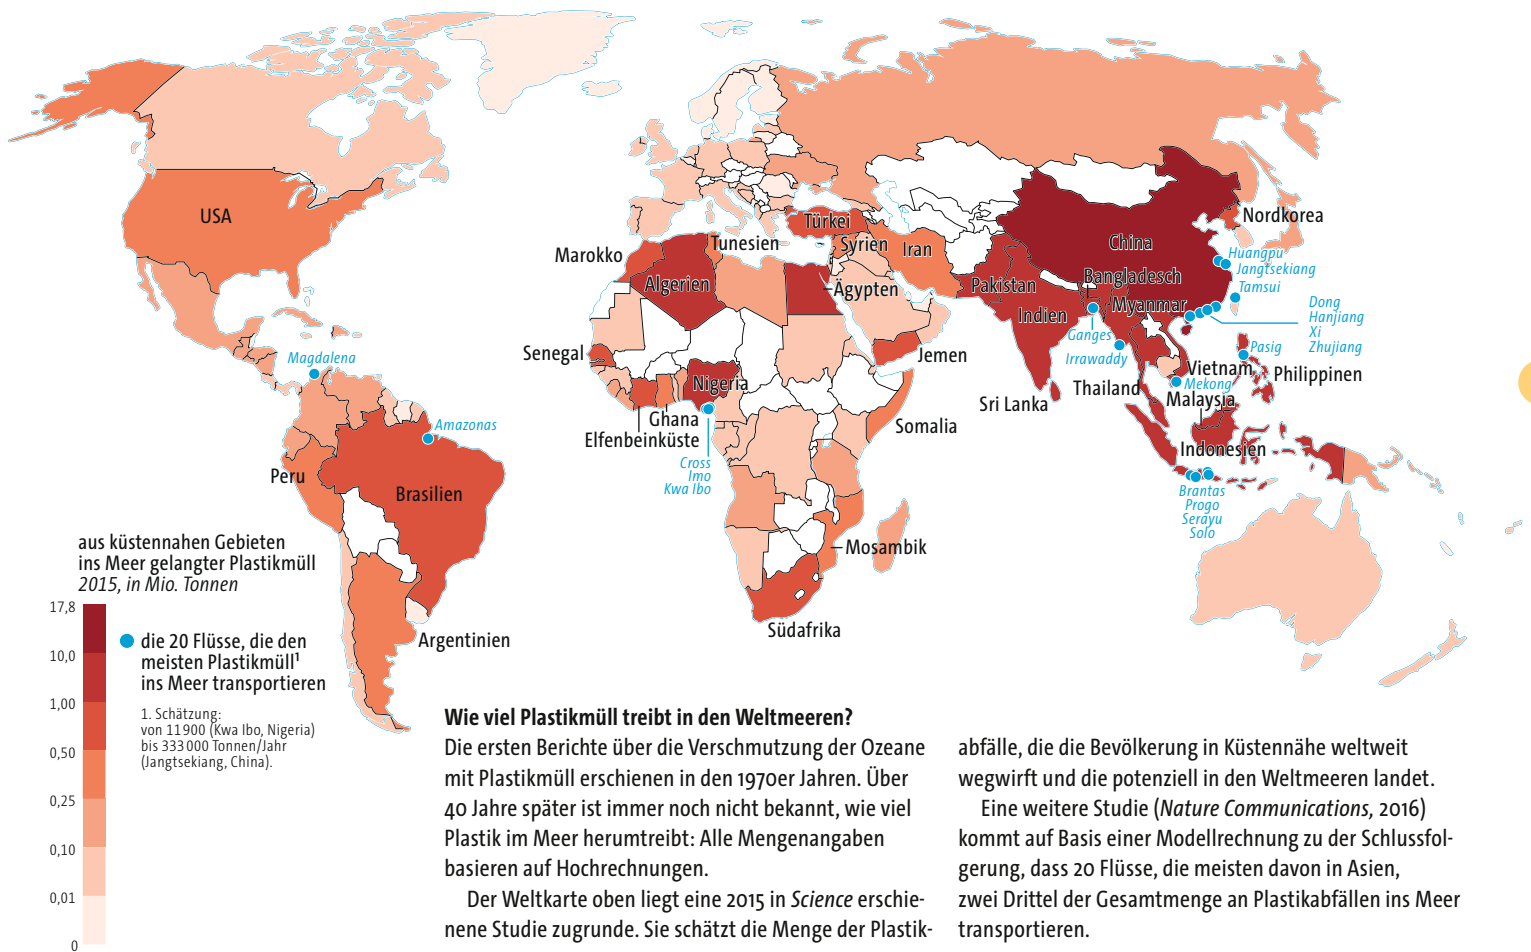 USA
Marokko
Tunesien
Türkei
Syrien
Iran
Nordkorea
China
Huangpu
Jangtsekiang
Algerien
Ägypten
Pakistan
Bangladesch
Tamsui
Indien
Myanmar
Dong
Hanjiang
Xi
Zhujiang
Ganges
Irrawaddy
Pasig
Magdalena
Senegal
Jemen
Nigeria
Thailand
Vietnam
Mekong
Philippinen
Sri Lanka
Malaysia
Ghana
Elfenbeinküste
Somalia
Amazonas
Indonesien
Cross
Imo
Kwa Ibo
Peru
Brasilien
Brantas
Progo
Serayu
Solo
Mosambik
Südafrika
Argentinien
aus küstennahen Gebieten
ins Meer gelangter Plastikmüll
2015, in Mio. Tonnen
17,8
10,0
1,00
0,50
0,25
0,10
0,01
0
die 20 Flüsse, die den
meisten Plastikmüll¹
ins Meer transportieren
1. Schätzung:
von 11 900 (Kwa Ibo, Nigeria)
bis 333 000 Tonnen/Jahr
(Jangtsekiang, China).
Wie viel Plastikmüll treibt in den Weltmeeren?
Die ersten Berichte über die Verschmutzung der Ozeane
mit Plastikmüll erschienen in den 1970er Jahren. Über
40 Jahre später ist immer noch nicht bekannt, wie viel
Plastik im Meer herumtreibt: Alle Mengenangaben
basieren auf Hochrechnungen.
Der Weltkarte oben liegt eine 2015 in Science erschie-
nene Studie zugrunde. Sie schätzt die Menge der Plastik-
abfälle, die die Bevölkerung in Küstennähe weltweit
wegwirft und die potenziell in den Weltmeeren landet.
Eine weitere Studie (Nature Communications, 2016)
kommt auf Basis einer Modellrechnung zu der Schlussfol-
gerung, dass 20 Flüsse, die meisten davon in Asien,
zwei Drittel der Gesamtmenge an Plastikabfällen ins Meer
transportieren.